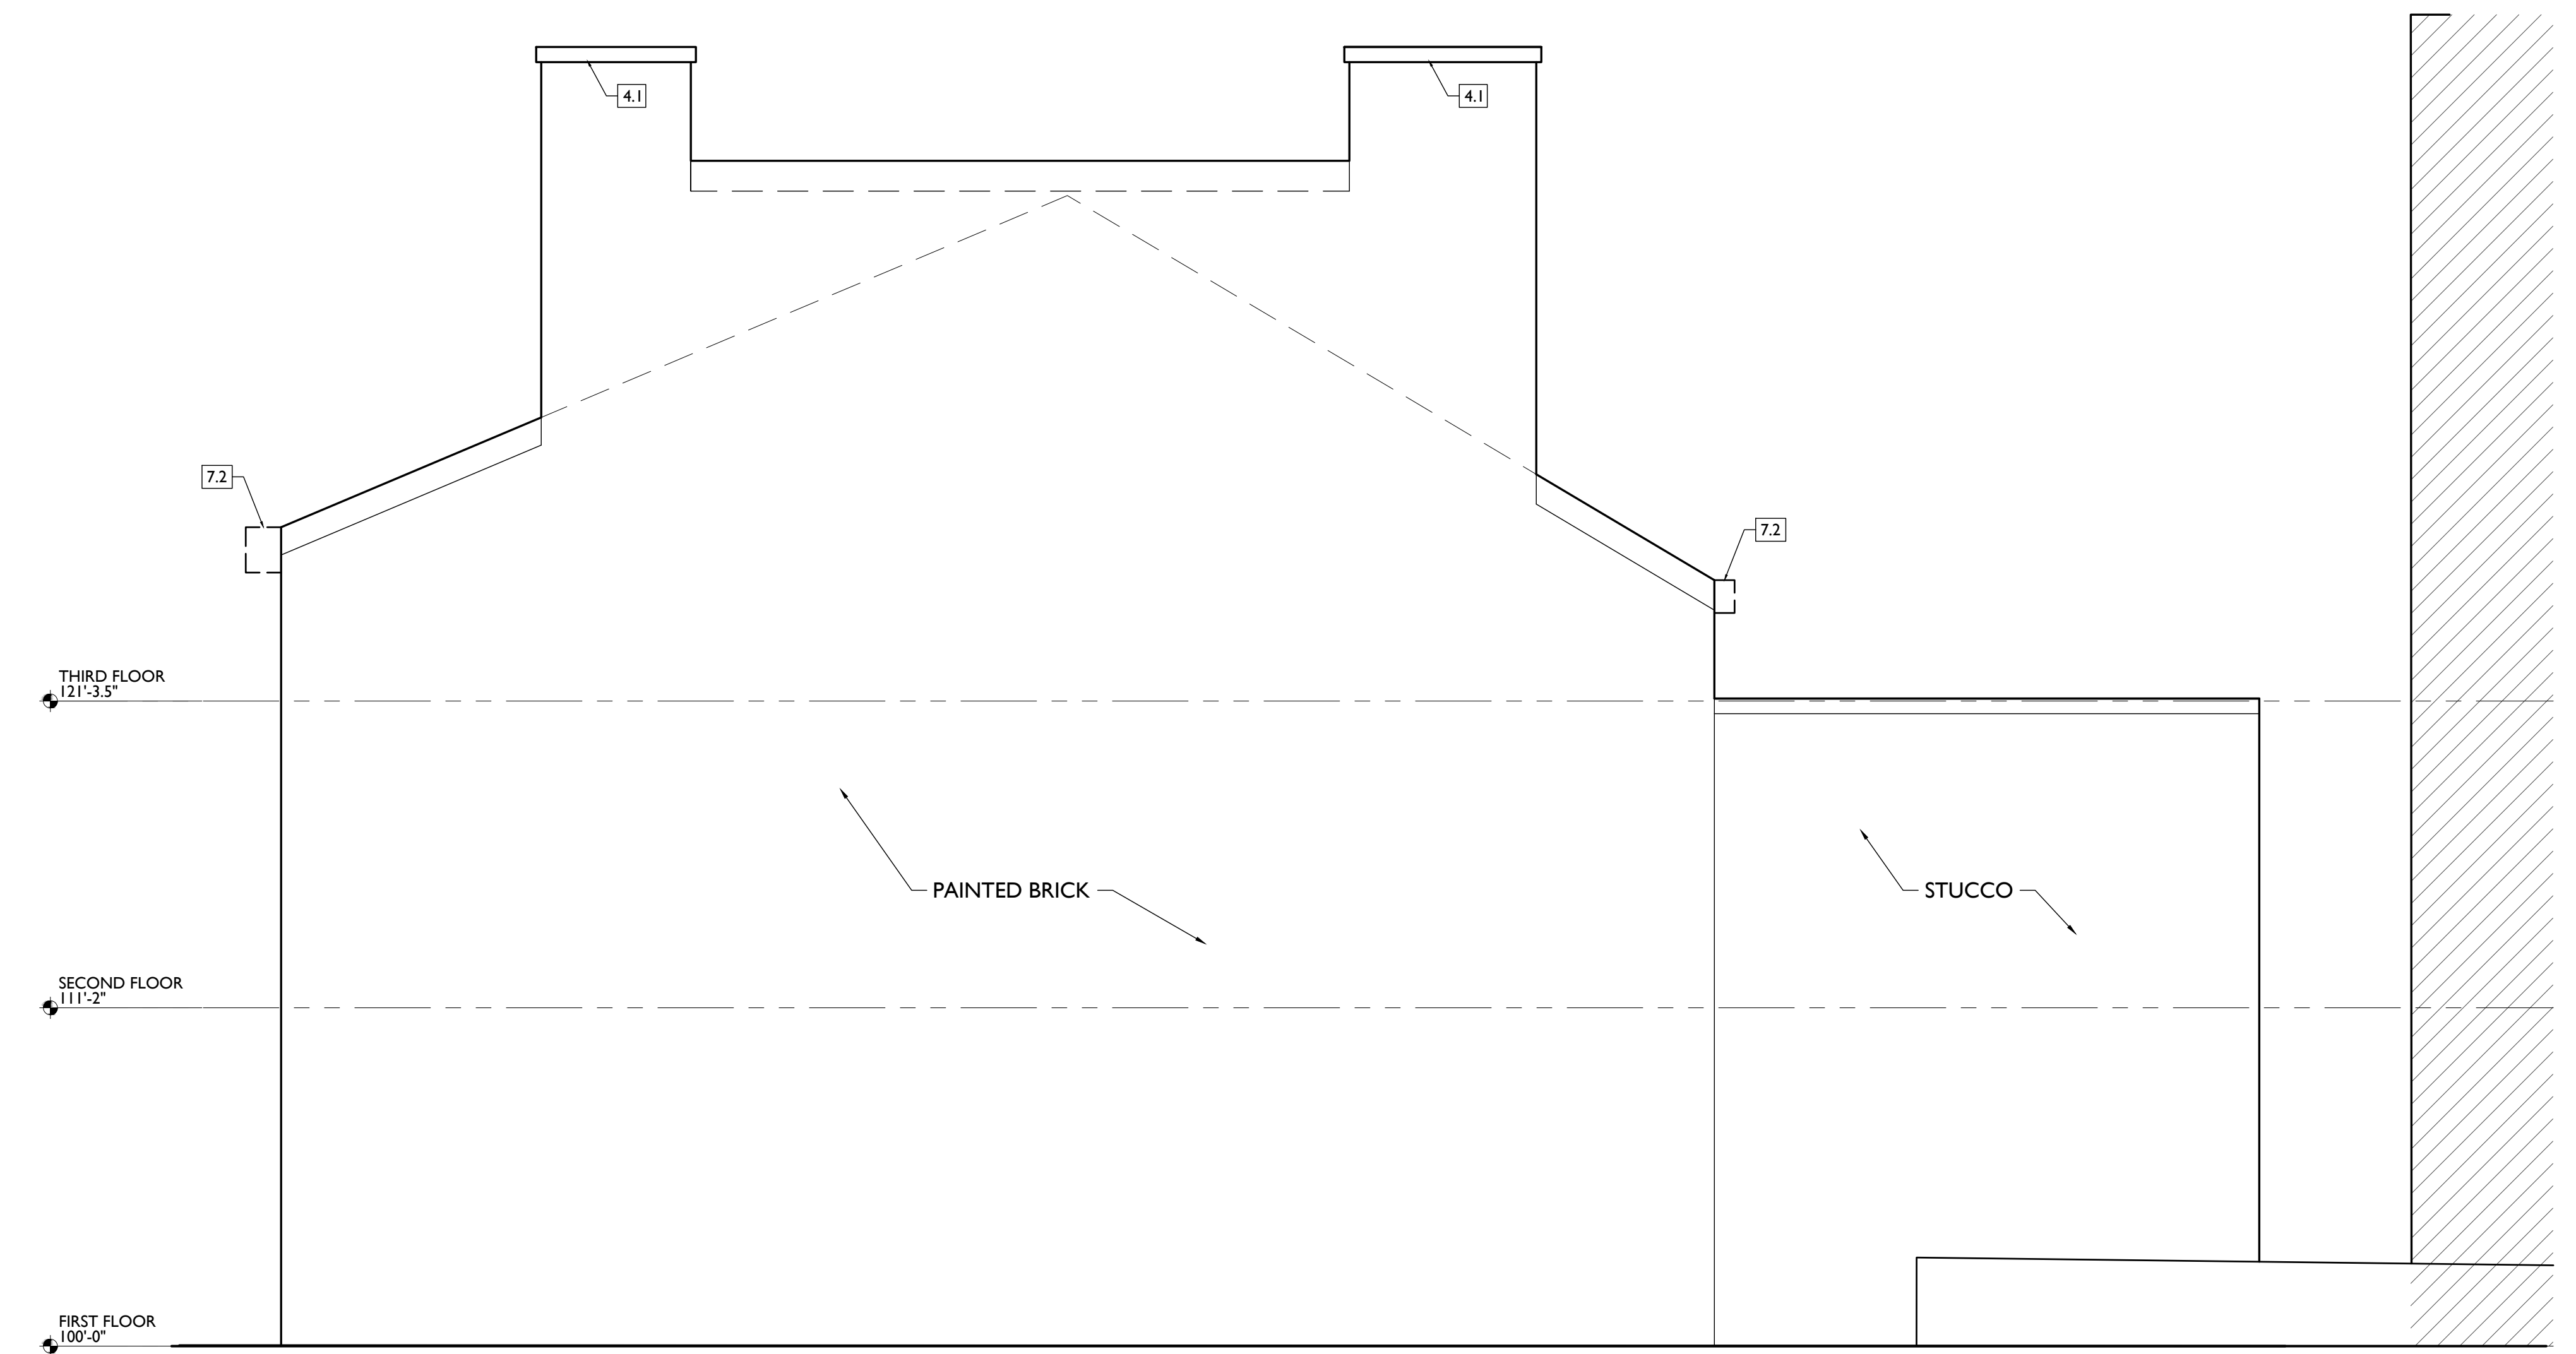 4.1
4.1
7.2
7.2
THIRD FLOOR
121'-3.5"
PAINTED BRICK
STUCCO
SECOND FLOOR
111'-2"
FIRST FLOOR
100'-0"